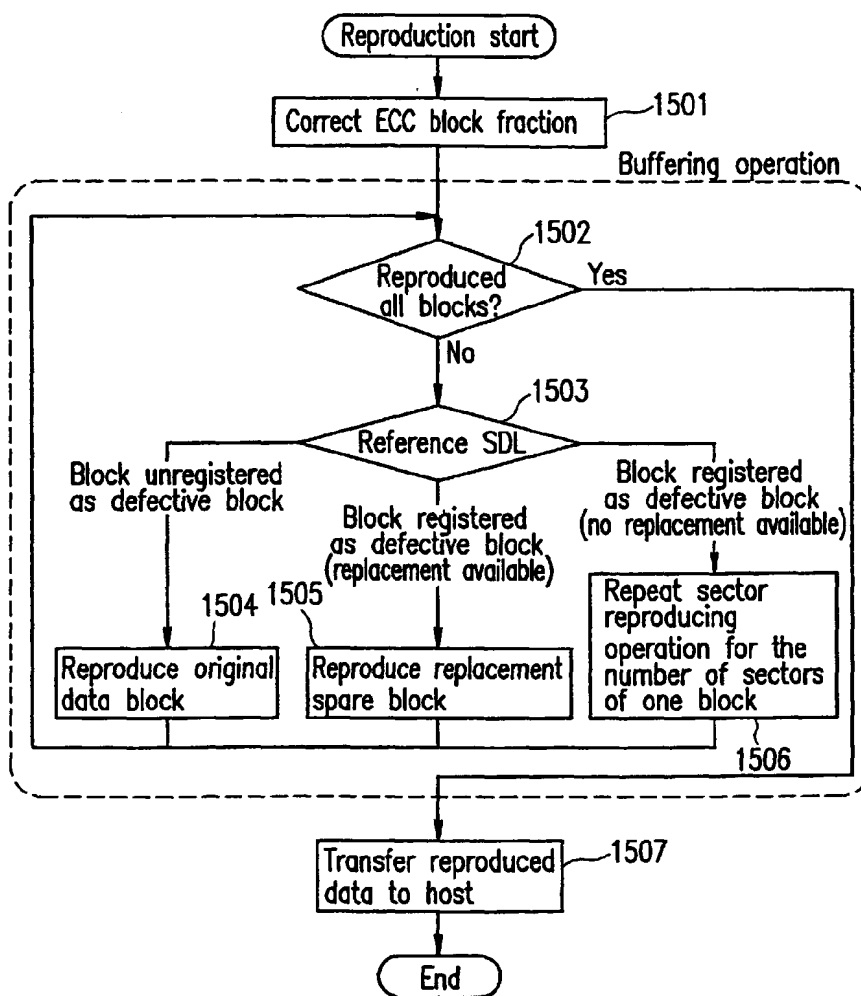 Reproduction start
1501
Correct ECC block fraction
Buffering operation
1502
Reproduced
all blocks?
Yes
No
1503
Reference SDL
Block unregistered
as defective block
Block registered
as defective block
(replacement available)
Block registered
as defective block
(no replacement available)
1504
Reproduce original
data block
1505
Reproduce replacement
spare block
Repeat sector
reproducing
operation for the
number of sectors
of one block
1506
Transfer reproduced
data to host
1507
End